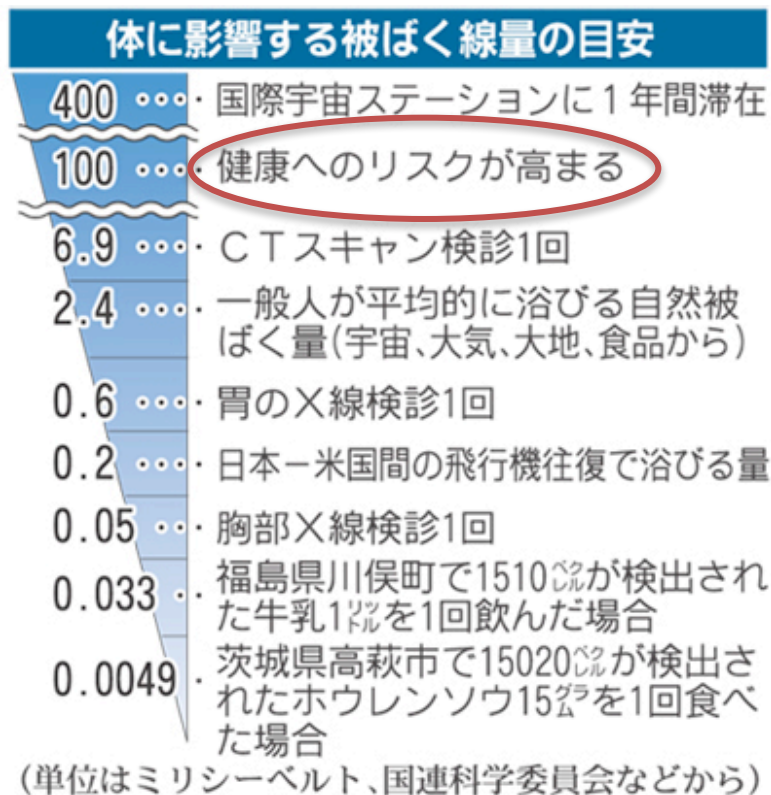 体に影響する被ばく線量の目安
400 ‥‥ 国際宇宙ステーションに1年間滞在
100 ‥‥ 健康へのリスクが高まる
6.9 ‥‥ CTスキャン検診1回
2.4 ‥‥ 一般人が平均的に浴びる自然被
ばく量(宇宙、大気、大地、食品から)
0.6 ‥‥ 胃のX線検診1回
0.2 ‥‥ 日本－米国間の飛行機往復で浴びる量
0.05 ‥‥ 胸部X線検診1回
0.033 ‥ 福島県川俣町で1510ベクレルが検出され
た牛乳1リットルを1回飲んだ場合
0.0049 ・ 茨城県高萩市で15020ベクレルが検出さ
れたホウレンソウ15グラムを1回食べ
た場合
(単位はミリシーベルト、国連科学委員会などから)